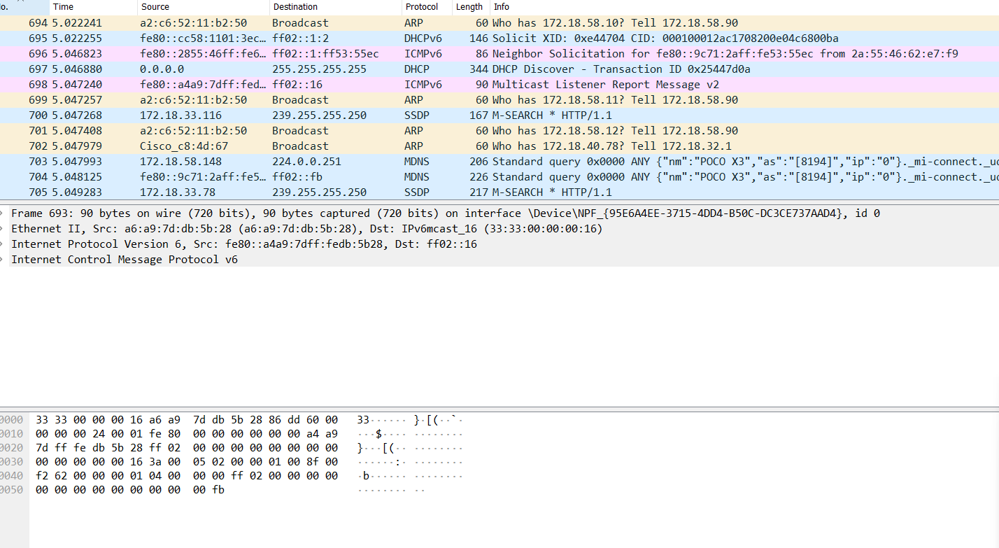 o. Time Source Destination Protocol Length Info
694 5.022241 a2:c6:52:11:b2:50 Broadcast ARP 60 Who has 172.18.58.10? Tell 172.18.58.90
695 5.022255 fe80::cc58:1101:3ec… ff02::1:2 DHCPv6 146 Solicit XID: 0xe44704 CID: 000100012ac1708200e04c6800ba
696 5.046823 fe80::2855:46ff:fe6… ff02::1:ff53:55ec ICMPv6 86 Neighbor Solicitation for fe80::9c71:2aff:fe53:55ec from 2a:55:46:62:e7:f9
697 5.046880 0.0.0.0 255.255.255.255 DHCP 344 DHCP Discover - Transaction ID 0x25447d0a
698 5.047240 fe80::a4a9:7dff:fed… ff02::16 ICMPv6 90 Multicast Listener Report Message v2
699 5.047257 a2:c6:52:11:b2:50 Broadcast ARP 60 Who has 172.18.58.11? Tell 172.18.58.90
700 5.047268 172.18.33.116 239.255.255.250 SSDP 167 M-SEARCH * HTTP/1.1
701 5.047408 a2:c6:52:11:b2:50 Broadcast ARP 60 Who has 172.18.58.12? Tell 172.18.58.90
702 5.047979 Cisco_c8:4d:67 Broadcast ARP 60 Who has 172.18.40.78? Tell 172.18.32.1
703 5.047993 172.18.58.148 224.0.0.251 MDNS 206 Standard query 0x0000 ANY {"nm":"POCO X3","as":"[8194]","ip":"0"}._mi-connect._ud
704 5.048125 fe80::9c71:2aff:fe5… ff02::fb MDNS 226 Standard query 0x0000 ANY {"nm":"POCO X3","as":"[8194]","ip":"0"}._mi-connect._ud
705 5.049283 172.18.33.78 239.255.255.250 SSDP 217 M-SEARCH * HTTP/1.1
Frame 693: 90 bytes on wire (720 bits), 90 bytes captured (720 bits) on interface \Device\NPF_{95E6A4EE-3715-4DD4-B50C-DC3CE737AAD4}, id 0
Ethernet II, Src: a6:a9:7d:db:5b:28 (a6:a9:7d:db:5b:28), Dst: IPv6mcast_16 (33:33:00:00:00:16)
Internet Protocol Version 6, Src: fe80::a4a9:7dff:fedb:5b28, Dst: ff02::16
Internet Control Message Protocol v6
0000 33 33 00 00 00 16 a6 a9 7d db 5b 28 86 dd 60 00 33······ }·[(··`·
0010 00 00 00 24 00 01 fe 80 00 00 00 00 00 00 a4 a9 ···$···· ········
0020 7d ff fe db 5b 28 ff 02 00 00 00 00 00 00 00 00 }···[(·· ········
0030 00 00 00 00 00 16 3a 00 05 02 00 00 01 00 8f 00 ······:· ········
0040 f2 62 00 00 00 01 04 00 00 00 ff 02 00 00 00 00 ·b······ ········
0050 00 00 00 00 00 00 00 00 00 fb ········ ··